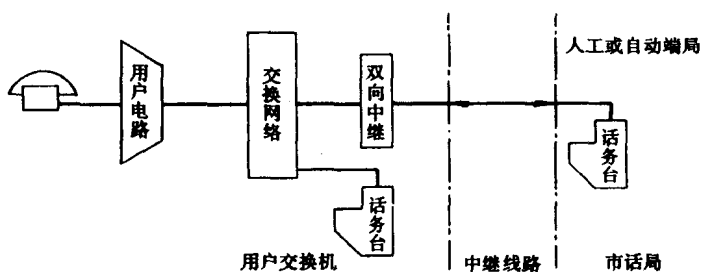 人工或自动端局
用户电路
交换网络
双向中继
话务台
话务台
用户交换机
中继线路
市话局